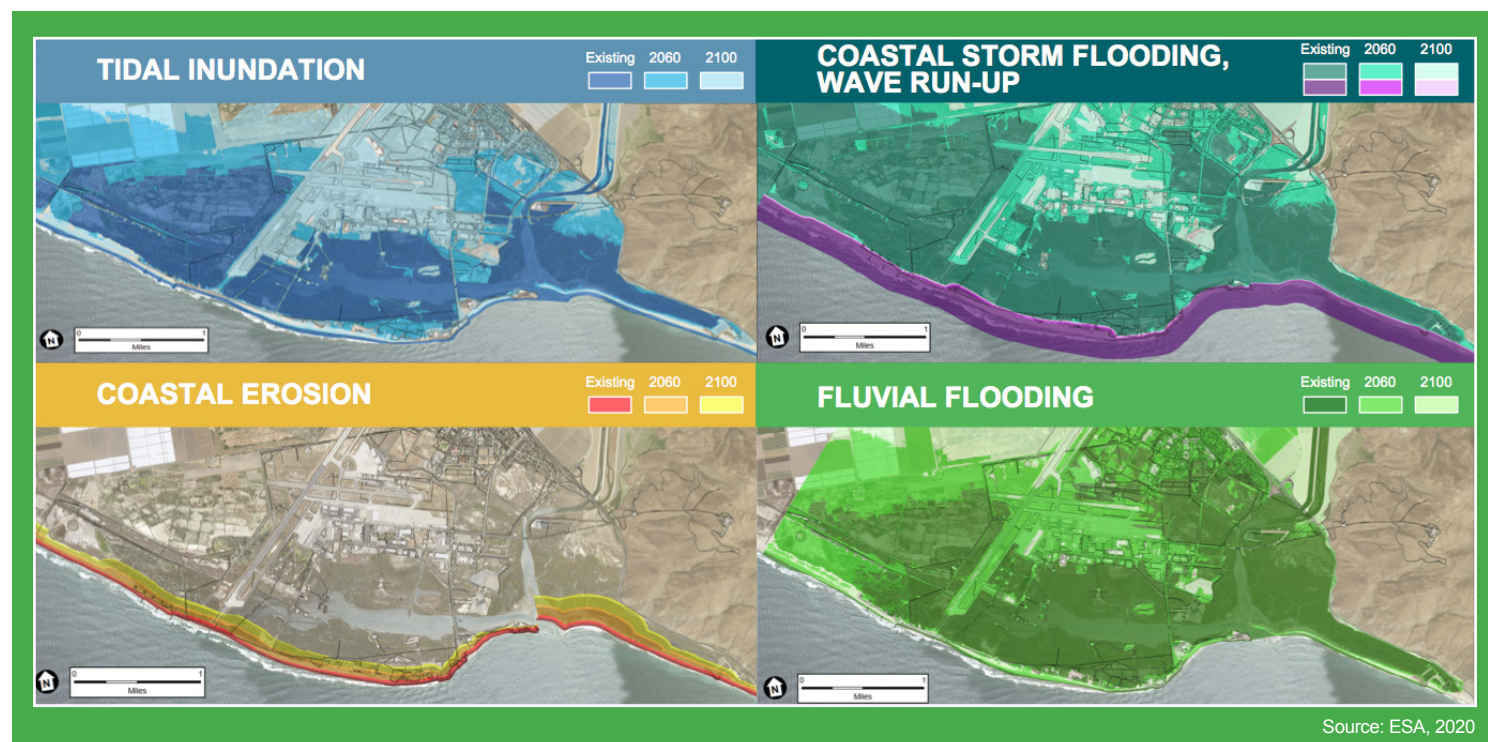 TIDAL INUNDATION
Existing 2060 2100
N
0 1
Miles
COASTAL STORM FLOODING,
WAVE RUN-UP
Existing 2060 2100
N
0 1
Miles
COASTAL EROSION
Existing 2060 2100
N
0 1
Miles
FLUVIAL FLOODING
Existing 2060 2100
N
0 1
Miles
Source: ESA, 2020